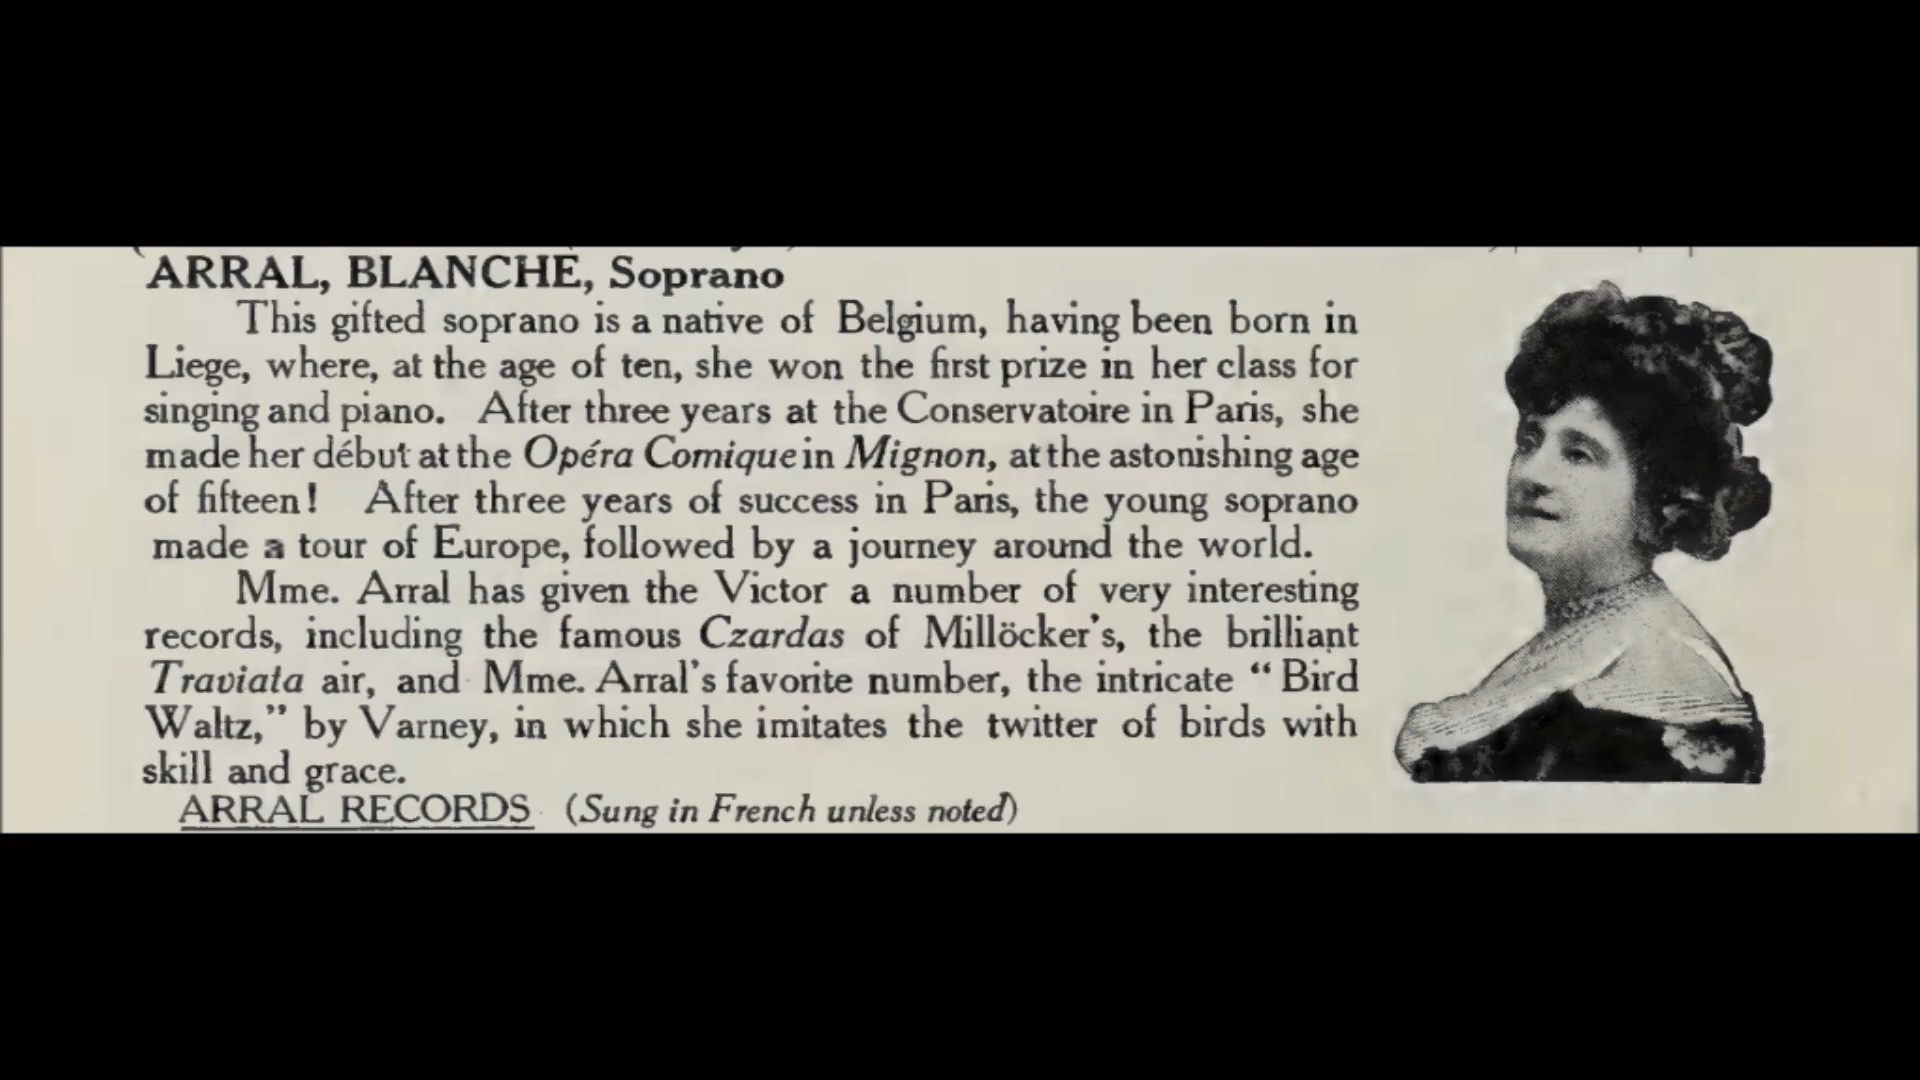 ARRAL, BLANCHE, Soprano
This gifted soprano is a native of Belgium, having been born in
Liege, where, at the age of ten, she won the first prize in her class for
singing and piano. After three years at the Conservatoire in Paris, she
made her début at the Opéra Comique in Mignon, at the astonishing age
of fifteen! After three years of success in Paris, the young soprano
made a tour of Europe, followed by a journey around the world.
Mme. Arral has given the Victor a number of very interesting
records, including the famous Czardas of Millöcker's, the brilliant
Traviata air, and Mme. Arral's favorite number, the intricate “Bird
Waltz,” by Varney, in which she imitates the twitter of birds with
skill and grace.
ARRAL RECORDS (Sung in French unless noted)